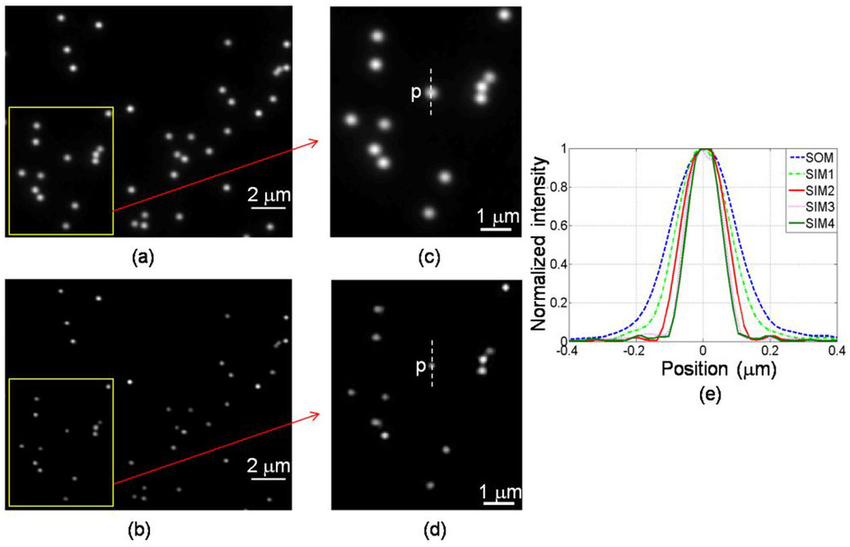 2 μm
(a)
p
1 μm
(c)
2 μm
(b)
p
1 μm
(d)
Normalized intensity
1
0.8
0.6
0.4
0.2
0
-0.4
-0.2
0
0.2
0.4
Position (μm)
SOM
SIM1
SIM2
SIM3
SIM4
(e)